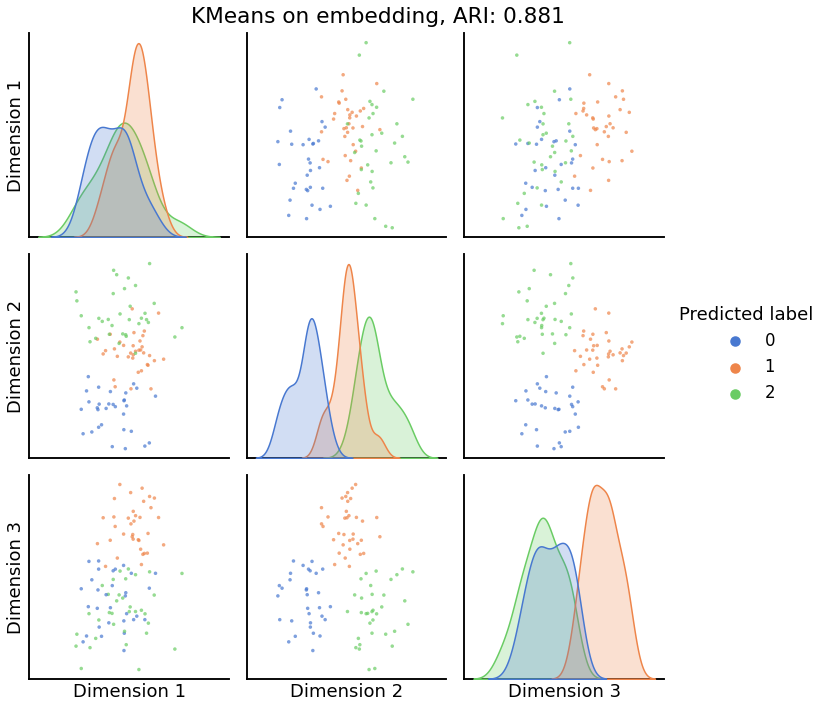 KMeans on embedding, ARI: 0.881
Dimension 1
Dimension 2
Dimension 3
Dimension 1
Dimension 2
Dimension 3
Predicted label
0
1
2